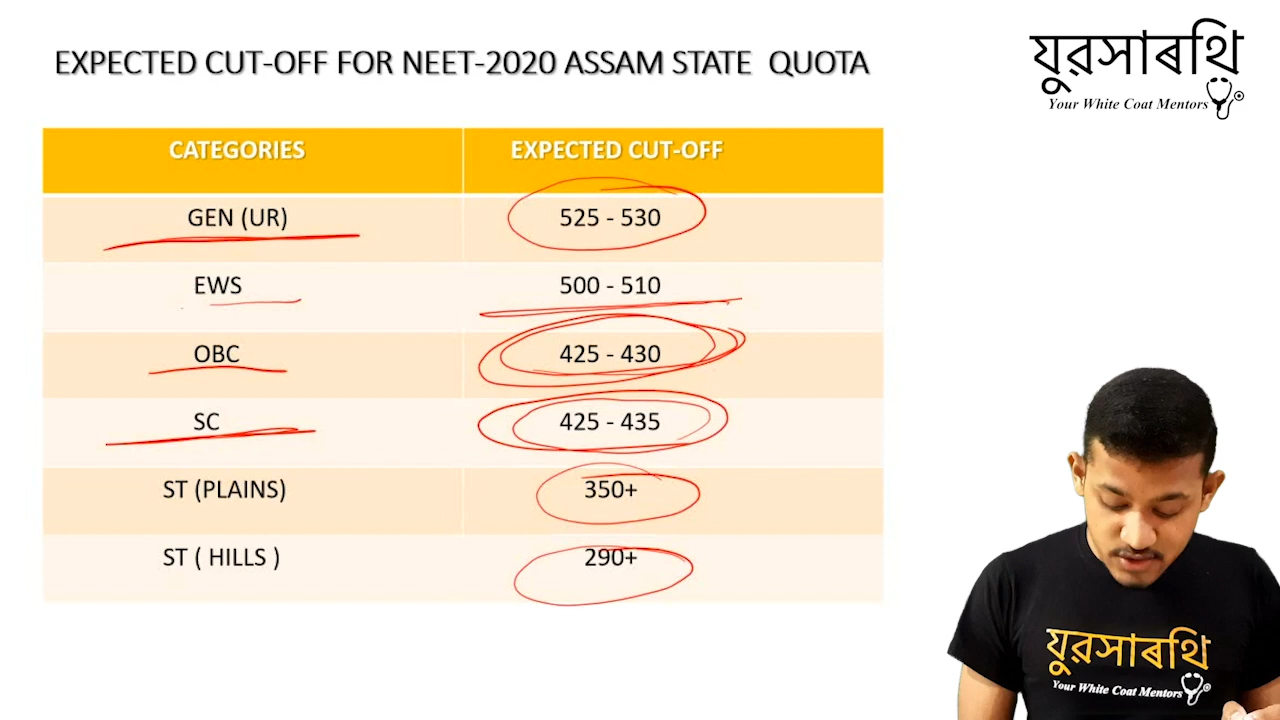 EXPECTED CUT-OFF FOR NEET-2020 ASSAM STATE QUOTA
যুৱসাৰথি
Your White Coat Mentors
CATEGORIES EXPECTED CUT-OFF
GEN (UR) 525 - 530
EWS 500 - 510
OBC 425 - 430
SC 425 - 435
ST (PLAINS) 350+
ST ( HILLS ) 290+
যুৱসাৰথি
Your White Coat Mentors